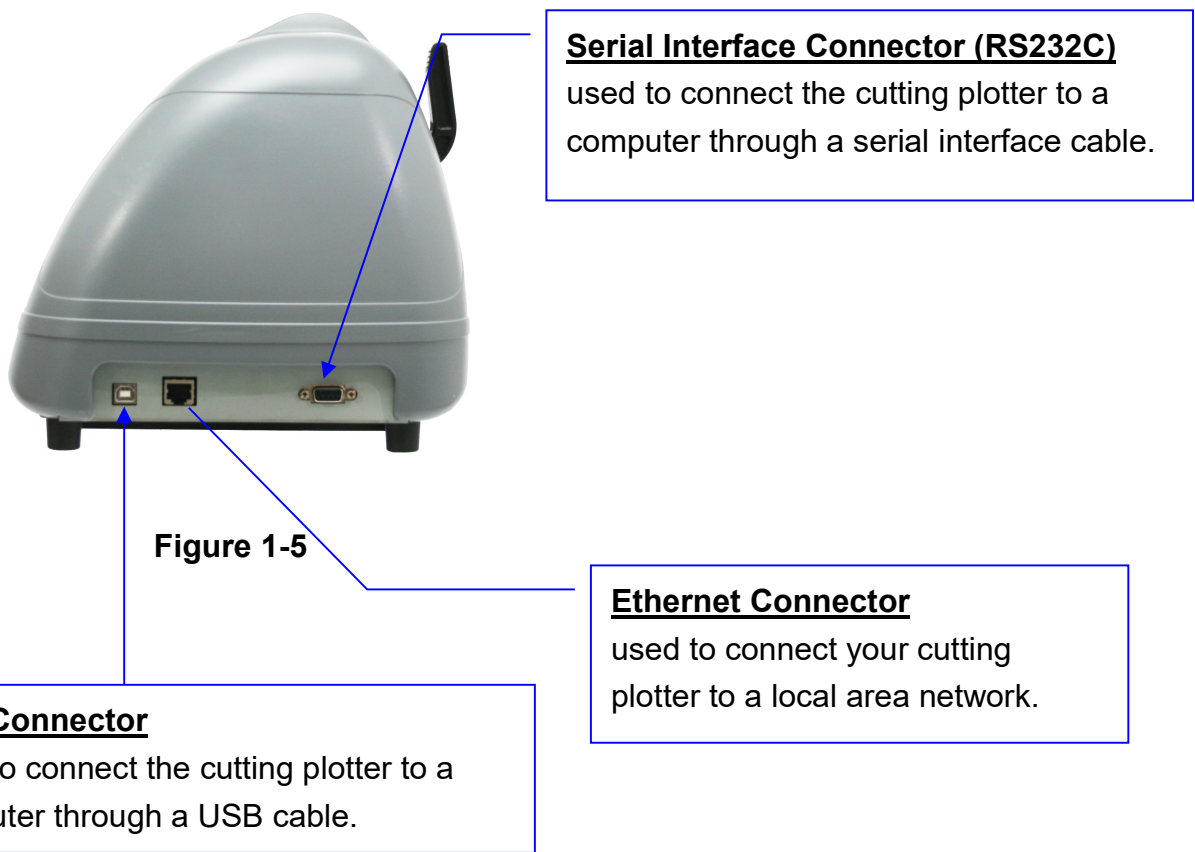 Serial Interface Connector (RS232C)
used to connect the cutting plotter to a
computer through a serial interface cable.
Figure 1-5
Ethernet Connector
used to connect your cutting
plotter to a local area network.
Connector
to connect the cutting plotter to a
through a USB cable.